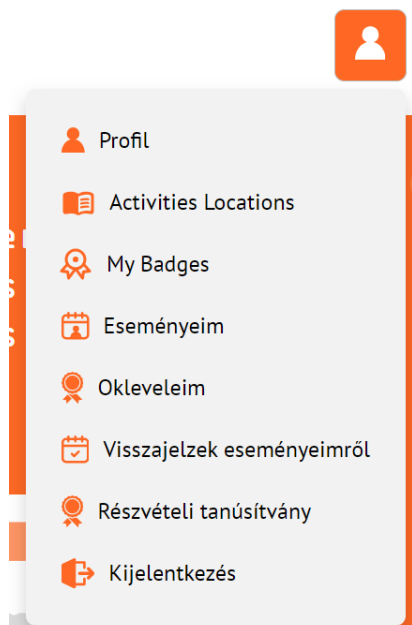 Profil
Activities Locations
My Badges
Eseményeim
Okleveleim
Visszajelzek eseményeimről
Részvételi tanúsítvány
Kijelentkezés